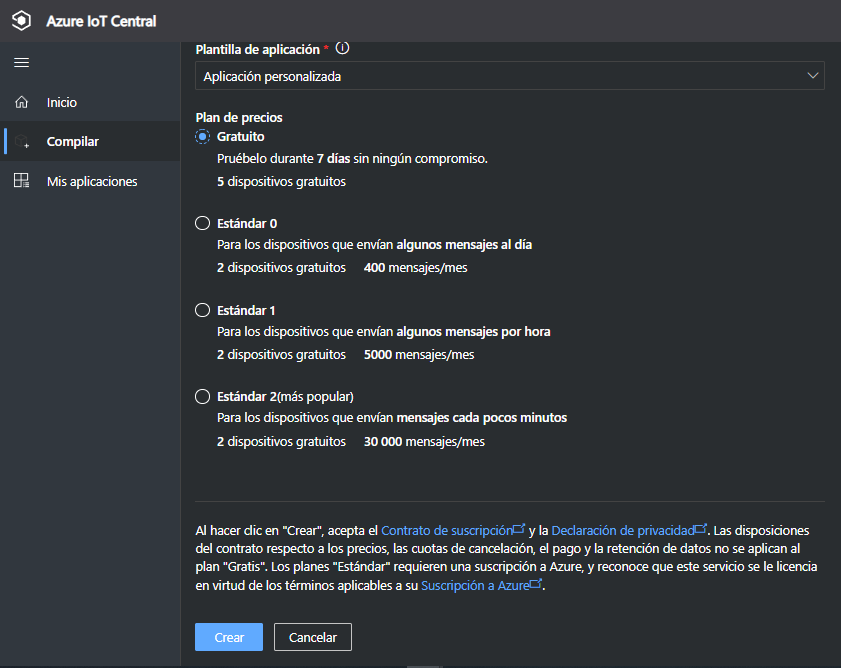 Azure IoT Central
Inicio
Compilar
Mis aplicaciones
Plantilla de aplicación *
Aplicación personalizada
Plan de precios
Gratuito
Pruébelo durante 7 días sin ningún compromiso.
5 dispositivos gratuitos
Estándar 0
Para los dispositivos que envían algunos mensajes al día
2 dispositivos gratuitos 400 mensajes/mes
Estándar 1
Para los dispositivos que envían algunos mensajes por hora
2 dispositivos gratuitos 5000 mensajes/mes
Estándar 2(más popular)
Para los dispositivos que envían mensajes cada pocos minutos
2 dispositivos gratuitos 30 000 mensajes/mes
Al hacer clic en "Crear", acepta el Contrato de suscripción y la Declaración de privacidad. Las disposiciones
del contrato respecto a los precios, las cuotas de cancelación, el pago y la retención de datos no se aplican al
plan "Gratis". Los planes "Estándar" requieren una suscripción a Azure, y reconoce que este servicio se le licencia
en virtud de los términos aplicables a su Suscripción a Azure.
Crear
Cancelar